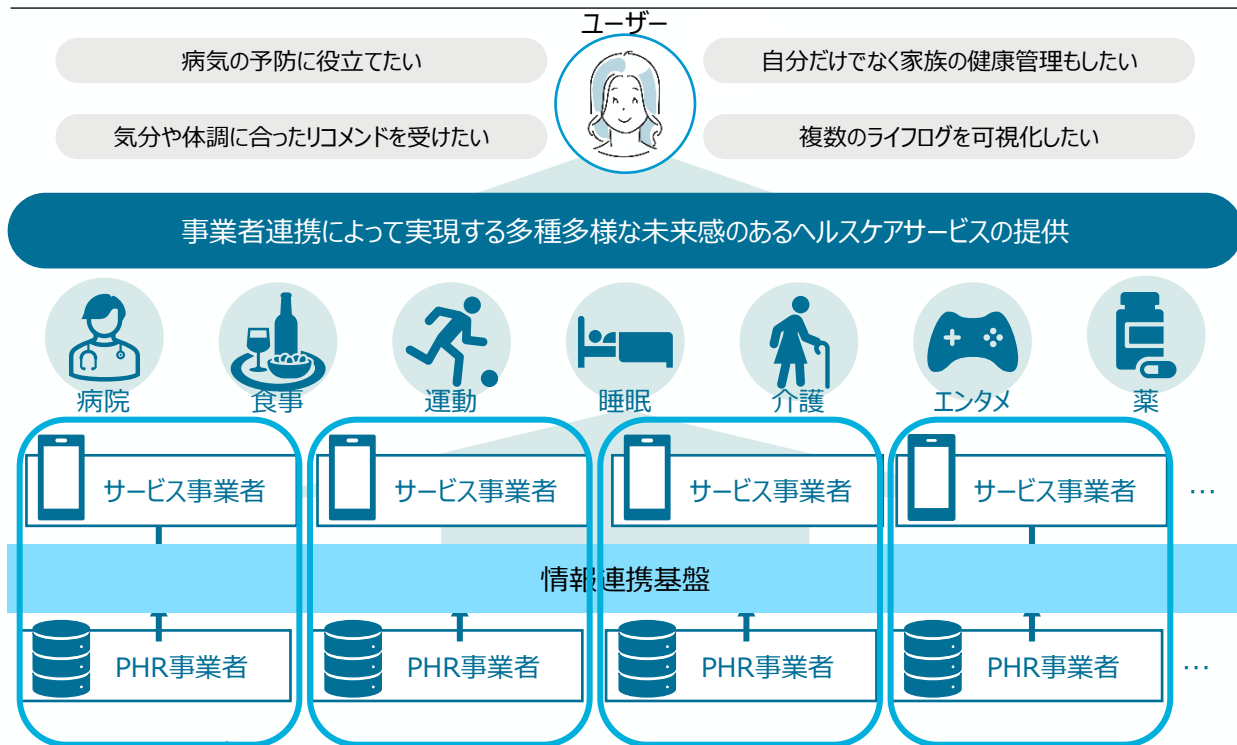 ユーザー
病気の予防に役立てたい
自分だけでなく家族の健康管理もしたい
気分や体調に合ったリコメンドを受けたい
複数のライフログを可視化したい
事業者連携によって実現する多種多様な未来感のあるヘルスケアサービスの提供
病院
食事
運動
睡眠
介護
エンタメ
薬
サービス事業者
サービス事業者
サービス事業者
サービス事業者
…
情報連携基盤
PHR事業者
PHR事業者
PHR事業者
PHR事業者
…